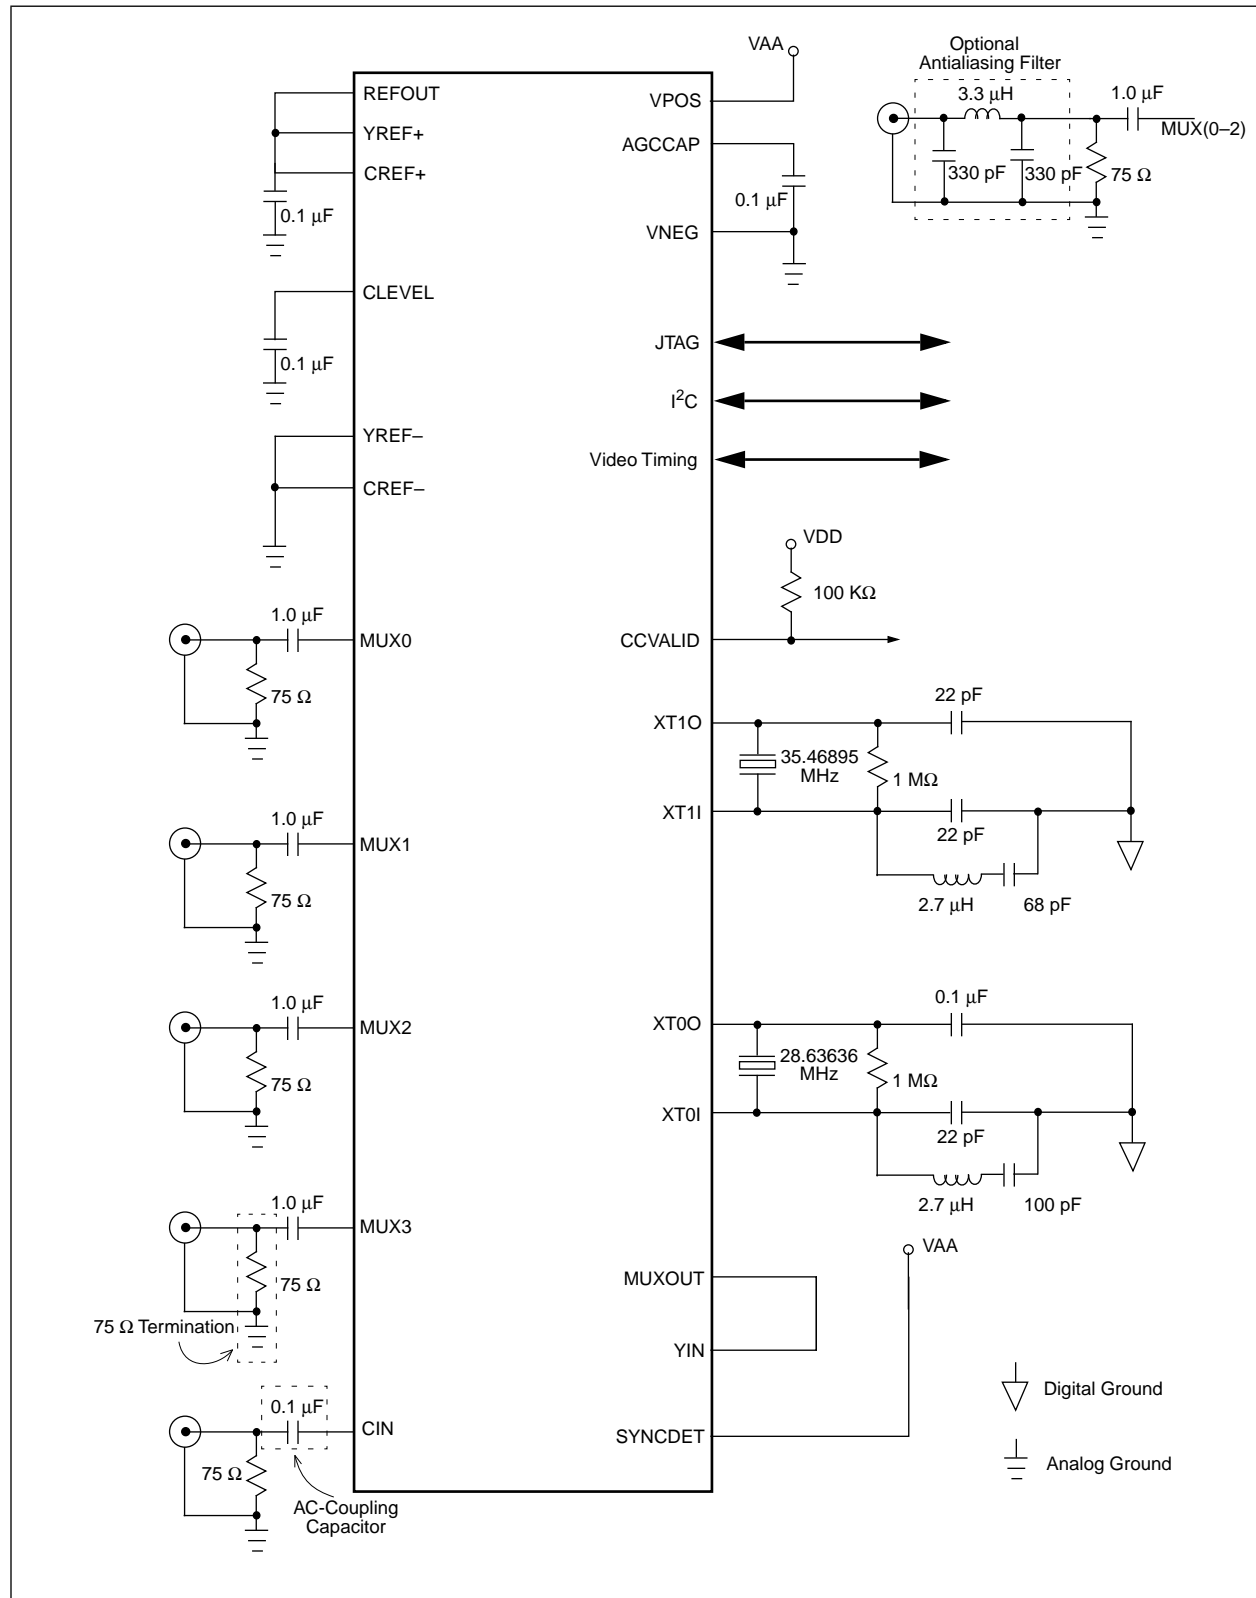 VAA
Optional
Antialiasing Filter
REFOUT
VPOS
3.3 μH
1.0 μF
MUX(0–2)
YREF+
AGCCAP
CREF+
330 pF
330 pF
75 Ω
0.1 μF
0.1 μF
VNEG
CLEVEL
JTAG
0.1 μF
I²C
YREF–
Video Timing
CREF–
VDD
100 KΩ
1.0 μF
MUX0
CCVALID
75 Ω
22 pF
XT1O
35.46895
MHz
1 MΩ
XT1I
1.0 μF
MUX1
22 pF
75 Ω
2.7 μH
68 pF
1.0 μF
MUX2
0.1 μF
XT0O
28.63636
MHz
1 MΩ
75 Ω
XT0I
22 pF
1.0 μF
MUX3
2.7 μH
100 pF
VAA
75 Ω
MUXOUT
75 Ω Termination
YIN
Digital Ground
0.1 μF
CIN
SYNCDET
75 Ω
Analog Ground
AC-Coupling
Capacitor